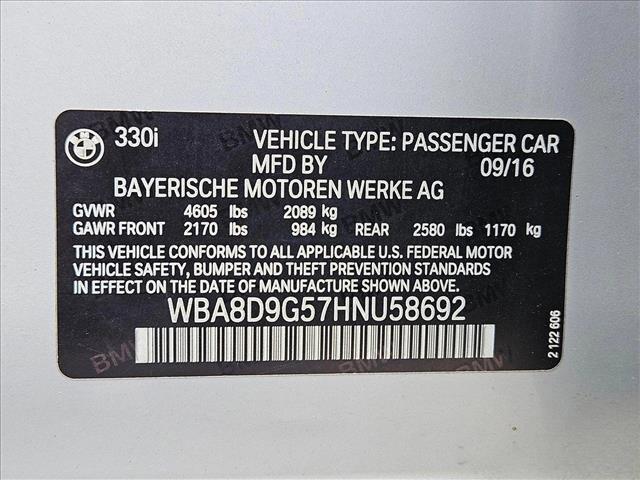 BMW 330i VEHICLE TYPE: PASSENGER CAR
MFD BY 09/16
BAYERISCHE MOTOREN WERKE AG
GVWR 4605 lbs 2089 kg
GAWR FRONT 2170 lbs 984 kg REAR 2580 lbs 1170 kg
THIS VEHICLE CONFORMS TO ALL APPLICABLE U.S. FEDERAL MOTOR
VEHICLE SAFETY, BUMPER AND THEFT PREVENTION STANDARDS
IN EFFECT ON THE DATE OF MANUFACTURE SHOWN ABOVE.
WBA8D9G57HNU58692
2 122 606